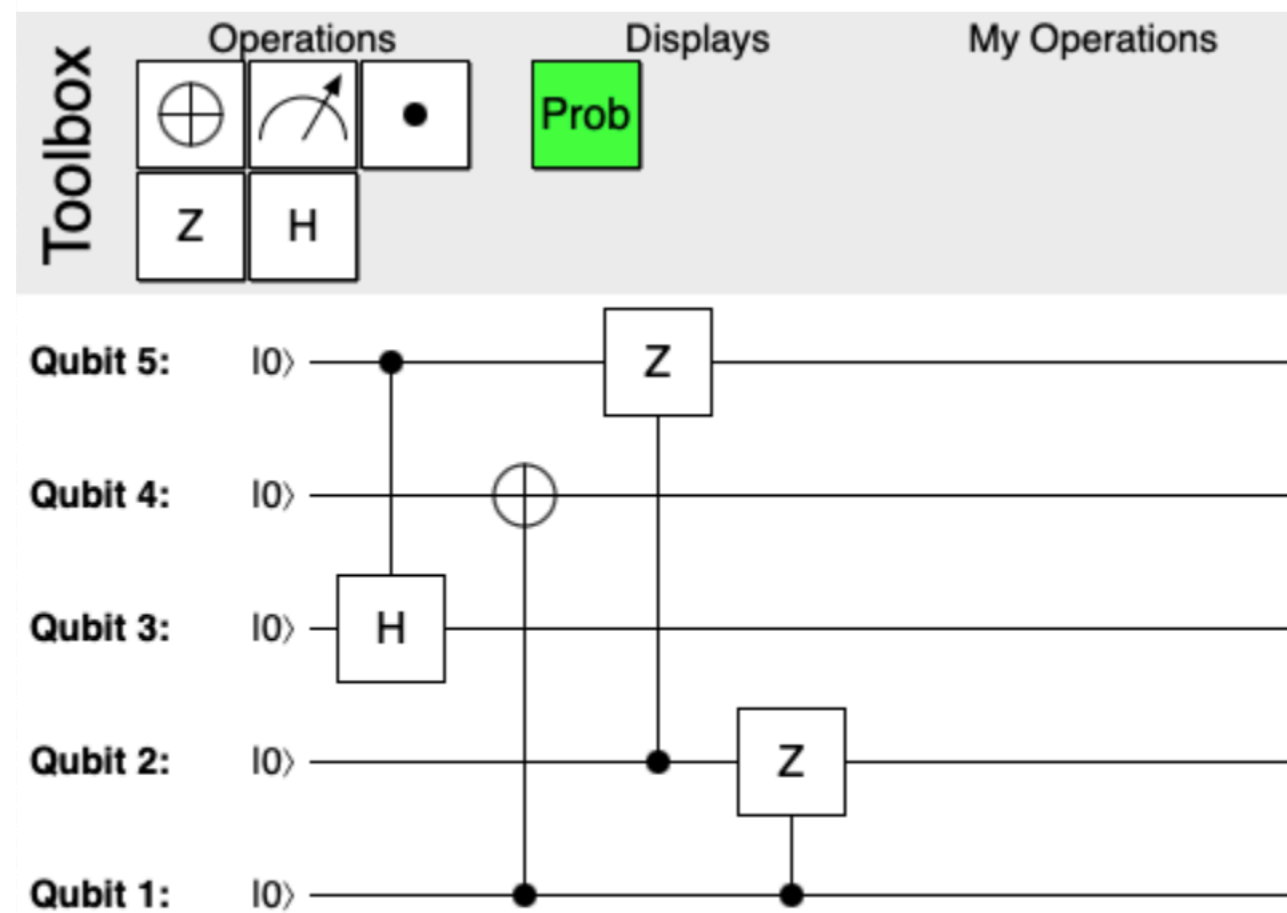 Toolbox
Operations Displays My Operations
Prob
Z H
Z
Qubit 5: |0⟩
Qubit 4: |0⟩
H
Qubit 3: |0⟩
Z
Qubit 2: |0⟩
Qubit 1: |0⟩